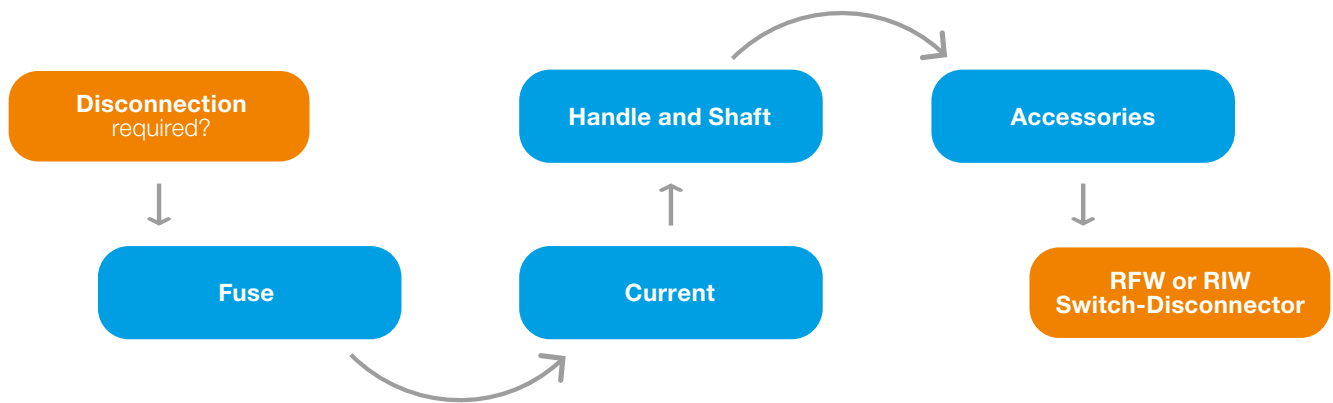 Disconnection
required?
Fuse
Current
Handle and Shaft
Accessories
RFW or RIW
Switch-Disconnector